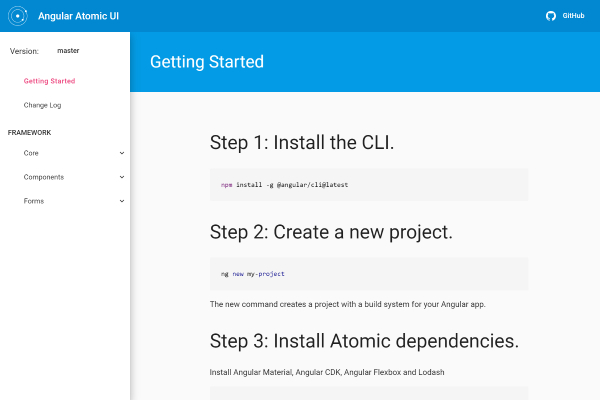 Angular Atomic UI
GitHub
Version: master
Getting Started
Change Log
FRAMEWORK
Core
Components
Forms
Getting Started
Step 1: Install the CLI.
npm install -g @angular/cli@latest
Step 2: Create a new project.
ng new my-project
The new command creates a project with a build system for your Angular app.
Step 3: Install Atomic dependencies.
Install Angular Material, Angular CDK, Angular Flexbox and Lodash